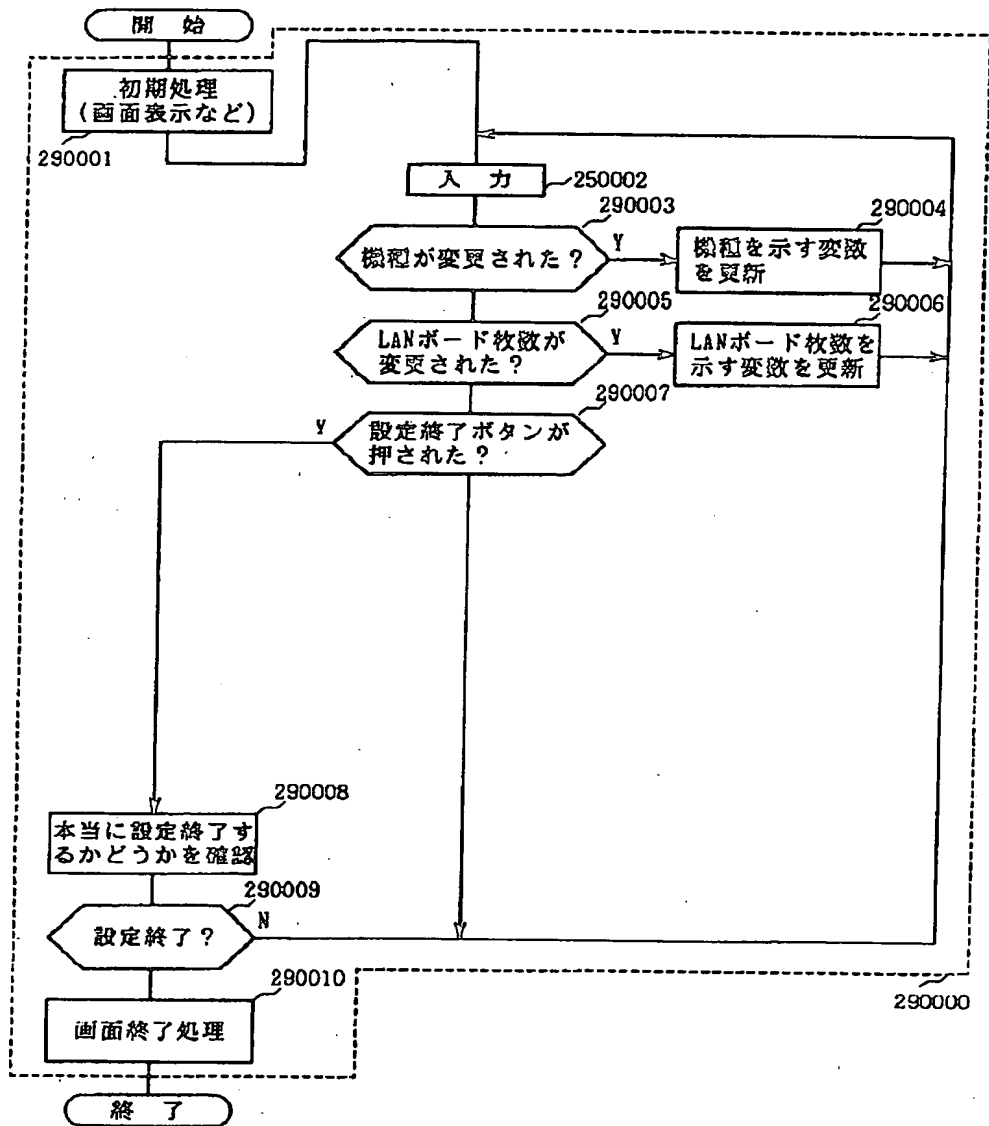 開 始
初期処理
(画面表示など)
290001
入 力
250002
290003
機種が変更された?
Y
290004
機種を示す変数
を更新
290005
LANボード枚数が
変更された?
Y
290006
LANボード枚数を
示す変数を更新
290007
Y
設定終了ボタンが
押された?
290008
本当に設定終了す
るかどうかを確認
290009
設定終了?
N
290010
画面終了処理
290000
終 了